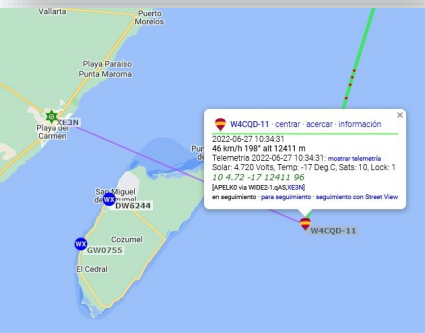 Vallarta
Puerto
Morelos
Playa Paraíso
Punta Maroma
XE3N
Playa del
Carmen
W4CQD-11 - centrar - acercar - información
2022-06-27 10:34:31
46 km/h 198° alt 12411 m
Telemetría 2022-06-27 10:34:31: mostrar telemetría
Solar: 4.720 Volts, Temp: -17 Deg.C, Sats: 10, Lock: 1
10 4.72 -17 12411 96
[APELK0 via WIDE2-1,qAS,XE3N]
en seguimiento - para seguimiento - seguimiento con Street View
San Miguel
WX
DW6244
WX
GW0755
Cozumel
El Cedral
W4CQD-11